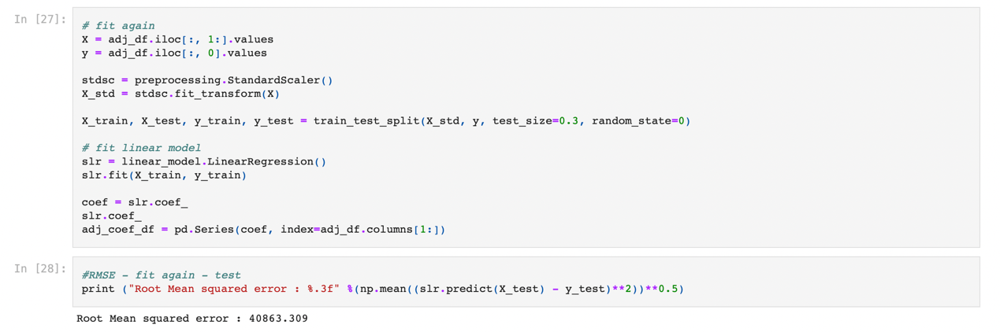 In [27]:
# fit again
X = adj_df.iloc[:, 1:].values
y = adj_df.iloc[:, 0].values
stdsc = preprocessing.StandardScaler()
X_std = stdsc.fit_transform(X)
X_train, X_test, y_train, y_test = train_test_split(X_std, y, test_size=0.3, random_state=0)
# fit linear model
slr = linear_model.LinearRegression()
slr.fit(X_train, y_train)
coef = slr.coef_
slr.coef_
adj_coef_df = pd.Series(coef, index=adj_df.columns[1:])
In [28]:
#RMSE - fit again - test
print ("Root Mean squared error : %.3f" %(np.mean((slr.predict(X_test) - y_test)**2))**0.5)
Root Mean squared error : 40863.309